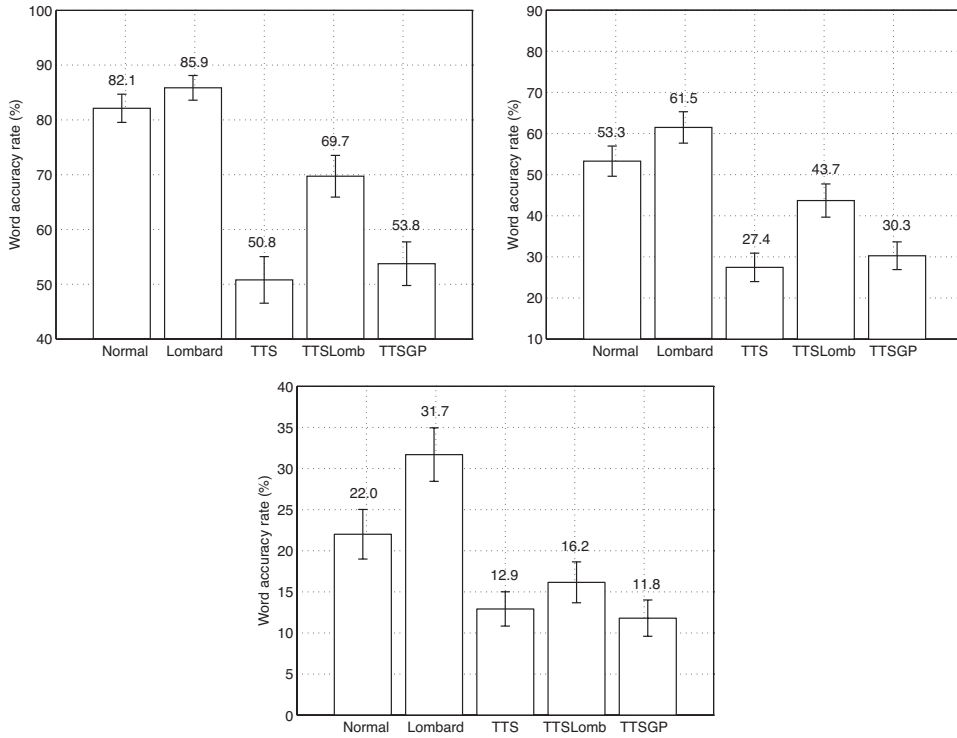 Word accuracy rate (%)
100
90
80
70
60
50
40
82.1
85.9
50.8
69.7
53.8
Normal
Lombard
TTS
TTSLomb
TTSGP
Word accuracy rate (%)
90
80
70
60
50
40
30
20
10
53.3
61.5
27.4
43.7
30.3
Normal
Lombard
TTS
TTSLomb
TTSGP
Word accuracy rate (%)
40
35
30
25
20
15
10
5
0
22.0
31.7
12.9
16.2
11.8
Normal
Lombard
TTS
TTSLomb
TTSGP